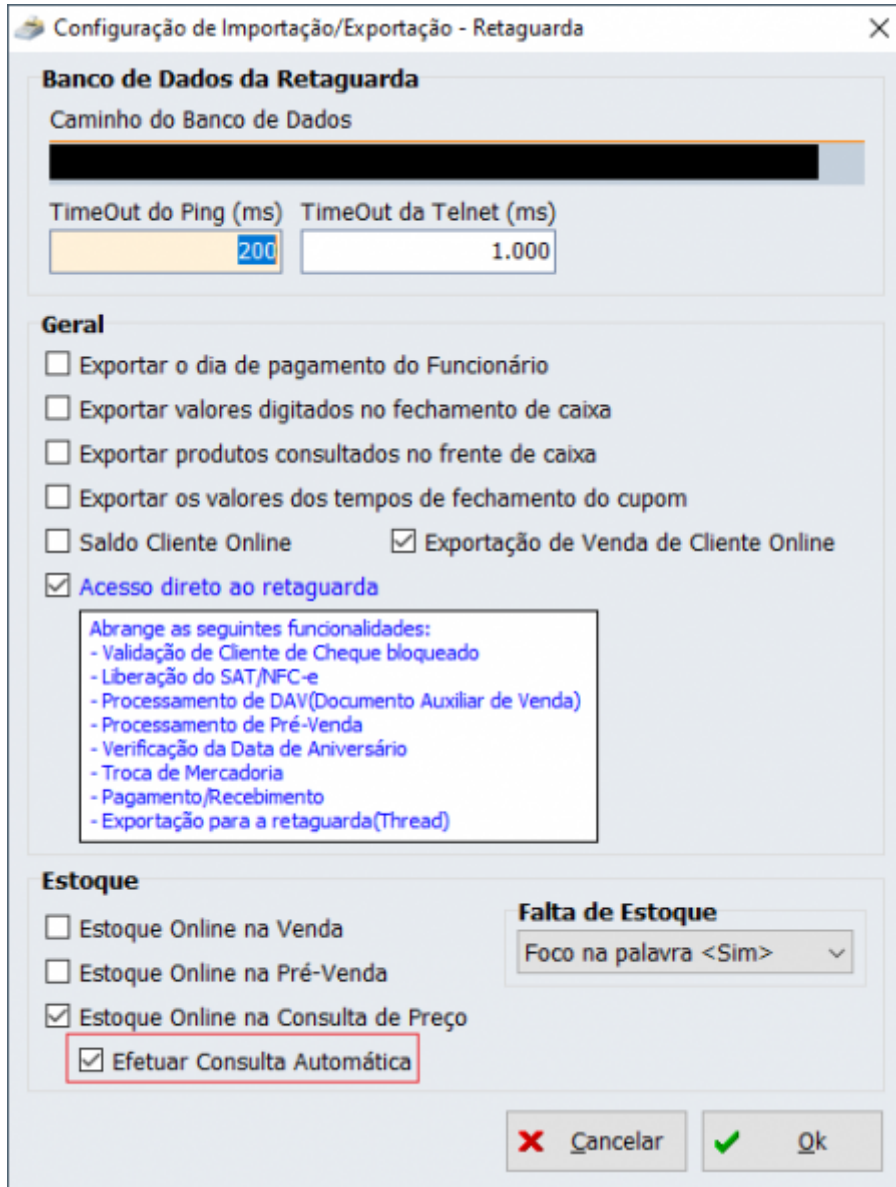 Configuração de Importação/Exportação - Retaguarda
Banco de Dados da Retaguarda
Caminho do Banco de Dados
TimeOut do Ping (ms) TimeOut da Telnet (ms)
200 1.000
Geral
Exportar o dia de pagamento do Funcionário
Exportar valores digitados no fechamento de caixa
Exportar produtos consultados no frente de caixa
Exportar os valores dos tempos de fechamento do cupom
Saldo Cliente Online Exportação de Venda de Cliente Online
Acesso direto ao retaguarda
Abrange as seguintes funcionalidades:
- Validação de Cliente de Cheque bloqueado
- Liberação do SAT/NFC-e
- Processamento de DAV(Documento Auxiliar de Venda)
- Processamento de Pré-Venda
- Verificação da Data de Aniversário
- Troca de Mercadoria
- Pagamento/Recebimento
- Exportação para a retaguarda(Thread)
Estoque
Estoque Online na Venda
Estoque Online na Pré-Venda
Estoque Online na Consulta de Preço
Efetuar Consulta Automática
Falta de Estoque
Foco na palavra <Sim>
Cancelar Ok